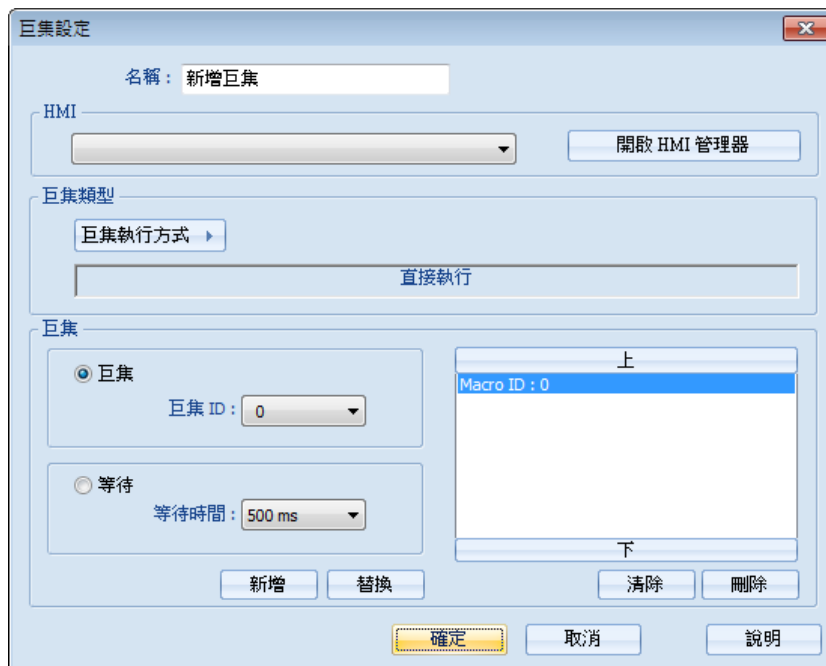 巨集設定
名稱： 新增巨集
HMI
開啟 HMI 管理器
巨集類型
巨集執行方式
直接執行
巨集
巨集
巨集 ID： 0
等待
等待時間： 500 ms
上
Macro ID : 0
下
新增 替換 清除 刪除
確定 取消 說明